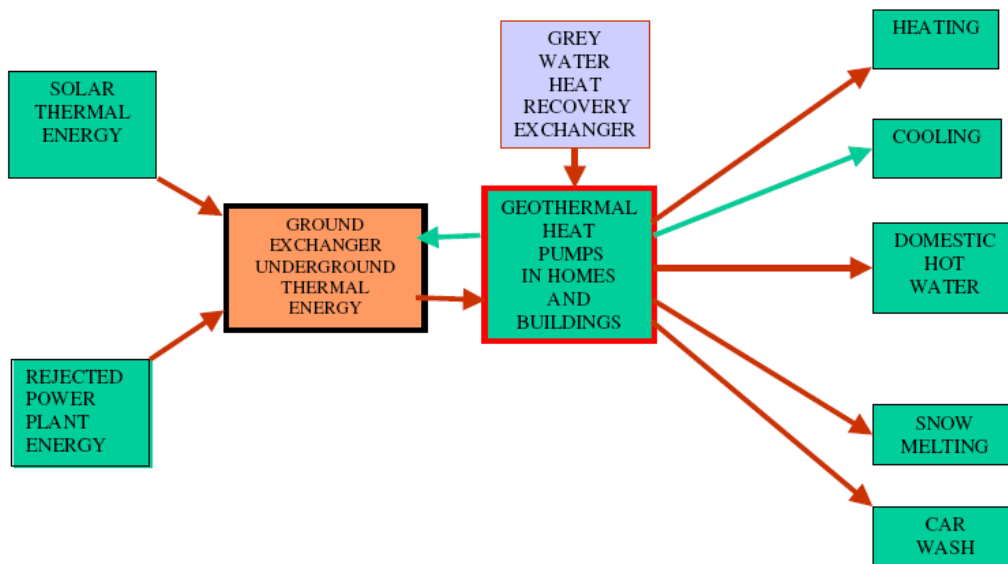 SOLAR
THERMAL
ENERGY
REJECTED
POWER
PLANT
ENERGY
GROUND
EXCHANGER
UNDERGROUND
THERMAL
ENERGY
GREY
WATER
HEAT
RECOVERY
EXCHANGER
GEOTHERMAL
HEAT
PUMPS
IN HOMES
AND
BUILDINGS
HEATING
COOLING
DOMESTIC
HOT
WATER
SNOW
MELTING
CAR
WASH